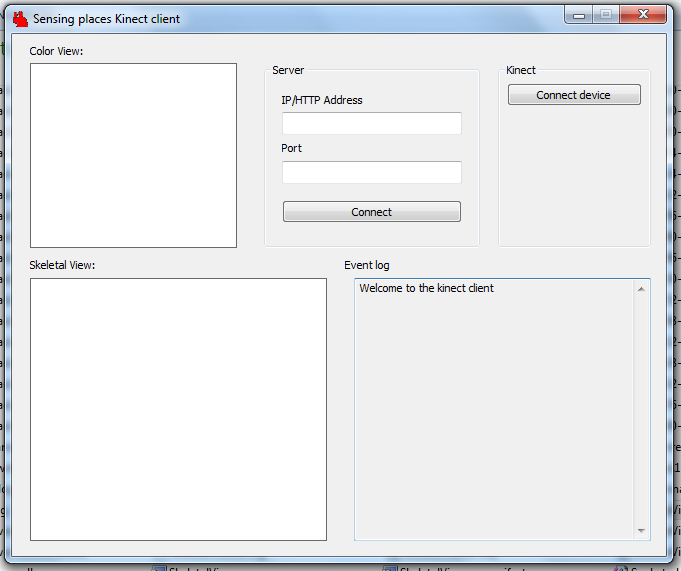 Sensing places Kinect client
Color View:
Server
IP/HTTP Address
Port
Connect
Kinect
Connect device
Skeletal View:
Event log
Welcome to the kinect client